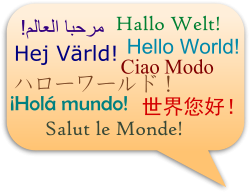 مرحبا العالم! Hallo Welt!
Hej Värld! Hello World!
Ciao Modo
ハローワールド！
¡Holá mundo! 世界您好！
Salut le Monde!